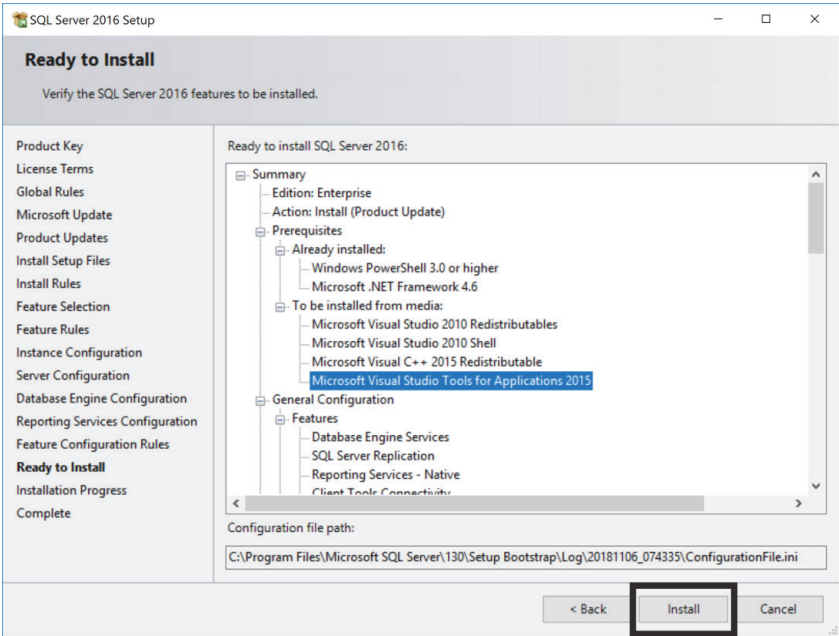 SQL Server 2016 Setup
Ready to Install
Verify the SQL Server 2016 features to be installed.
Product Key
License Terms
Global Rules
Microsoft Update
Product Updates
Install Setup Files
Install Rules
Feature Selection
Feature Rules
Instance Configuration
Server Configuration
Database Engine Configuration
Reporting Services Configuration
Feature Configuration Rules
Ready to Install
Installation Progress
Complete
Ready to install SQL Server 2016:
Summary
Edition: Enterprise
Action: Install (Product Update)
Prerequisites
Already installed:
Windows PowerShell 3.0 or higher
Microsoft .NET Framework 4.6
To be installed from media:
Microsoft Visual Studio 2010 Redistributables
Microsoft Visual Studio 2010 Shell
Microsoft Visual C++ 2015 Redistributable
Microsoft Visual Studio Tools for Applications 2015
General Configuration
Features
Database Engine Services
SQL Server Replication
Reporting Services - Native
Client Tools Connectivity
Configuration file path:
C:\Program Files\Microsoft SQL Server\130\Setup Bootstrap\Log\20181106_074335\ConfigurationFile.ini
< Back
Install
Cancel